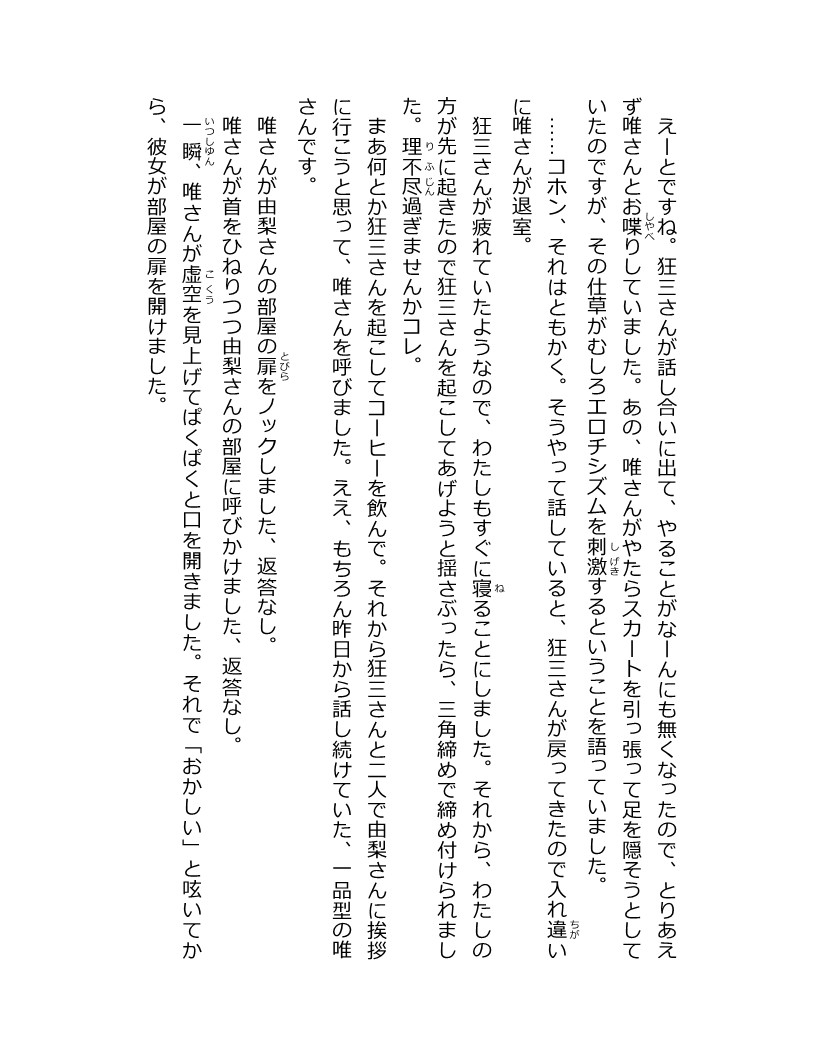 えーとですね。狂三さんが話し合いに出て、やることがなーんにも無くなったので、とりあえ
ず唯さんとお喋りしていました。あの、唯さんがやたらスカートを引っ張って足を隠そうとして
いたのですが、その仕草がむしろエロチシズムを刺激するということを語っていました。
……コホン、それはともかく。そうやって話していると、狂三さんが戻ってきたので入れ違い
に唯さんが退室。
狂三さんが疲れていたようなので、わたしもすぐに寝ることにしました。それから、わたしの
方が先に起きたので狂三さんを起こしてあげようと揺さぶったら、三角締めで締め付けられまし
た。理不尽過ぎませんかコレ。
まあ何とか狂三さんを起こしてコーヒーを飲んで。それから狂三さんと二人で由梨さんに挨拶
に行こうと思って、唯さんを呼びました。ええ、もちろん昨日から話し続けていた、一品型の唯
さんです。
唯さんが由梨さんの部屋の扉をノックしました、返答なし。
唯さんが首をひねりつつ由梨さんの部屋に呼びかけました、返答なし。
一瞬、唯さんが虚空を見上げてぱくぱくと口を開きました。それで「おかしい」と呟いてか
ら、彼女が部屋の扉を開けました。